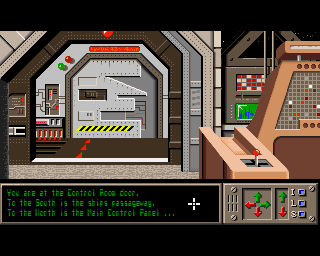 You are at the Control Room door.
To the South is the ships passageway.
To the North is the Main Control Panel ...
I
L
S